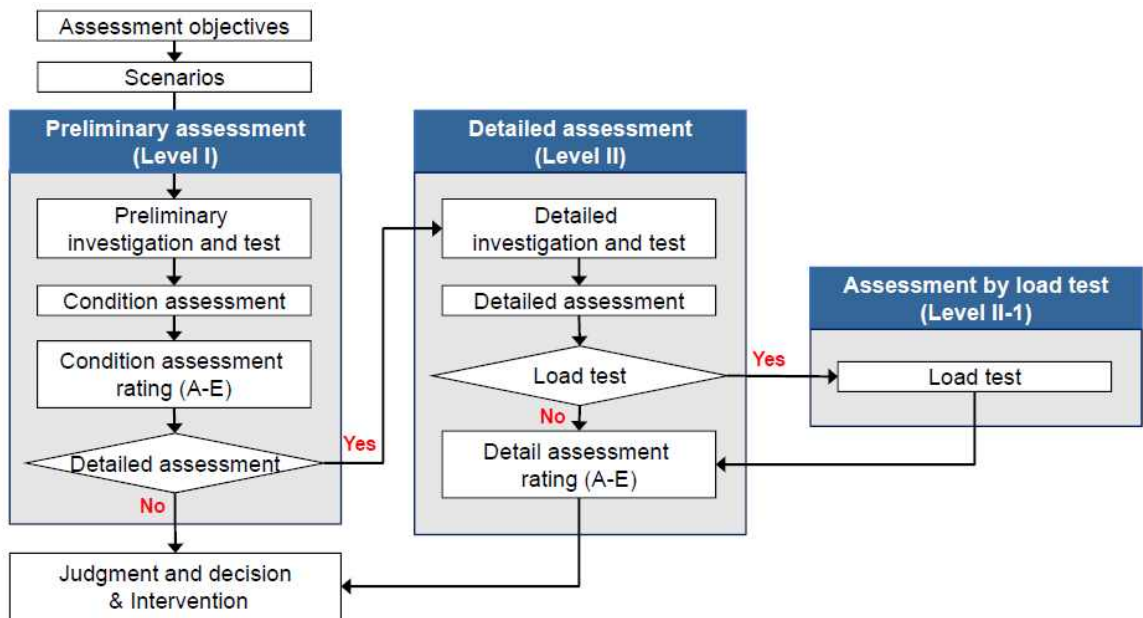 Assessment objectives
Scenarios
Preliminary assessment
(Level I)
Preliminary
investigation and test
Condition assessment
Condition assessment
rating (A-E)
Detailed assessment
Yes
No
Judgment and decision
& Intervention
Detailed assessment
(Level II)
Detailed
investigation and test
Detailed assessment
Load test
Yes
No
Detail assessment
rating (A-E)
Assessment by load test
(Level II-1)
Load test